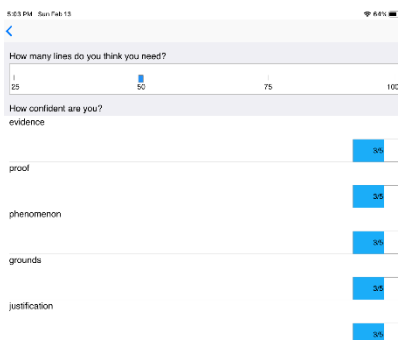 5:03 PM Sun Feb 13
64%
How many lines do you think you need?
25 50 75 100
How confident are you?
evidence
3/5
proof
3/5
phenomenon
3/5
grounds
3/5
justification
3/5